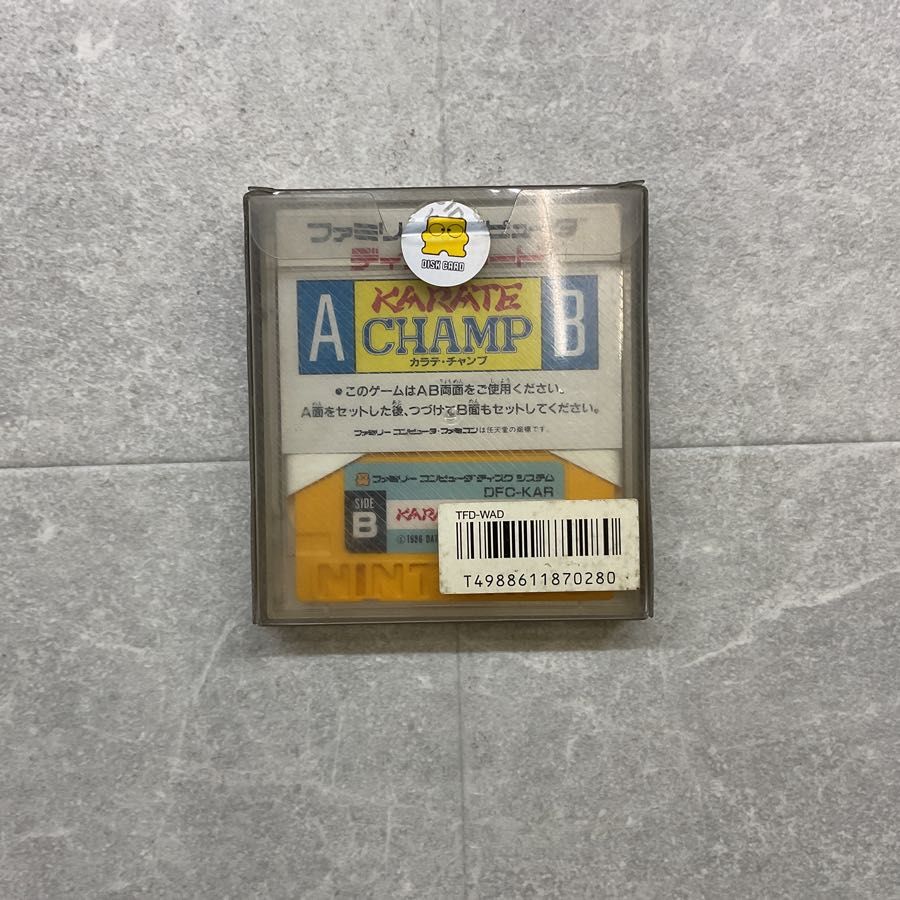 ファミリーコンピュータ
DISK CARD
A
KARATE
CHAMP
カラテ・チャンプ
B
●このゲームはAB両面をご使用ください。
A面をセットした後、つづけてB面もセットしてください。
ファミリーコンピュータ・ファミコンは任天堂の商標です。
ファミリーコンピュータ ディスクシステム
DFC-KAR
SIDE
B
TFD-WAD
T4988611870280